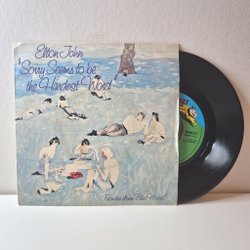 Elton John
'Sorry Seems to be
the Hardest Word'
From the album 'Blue Moves'